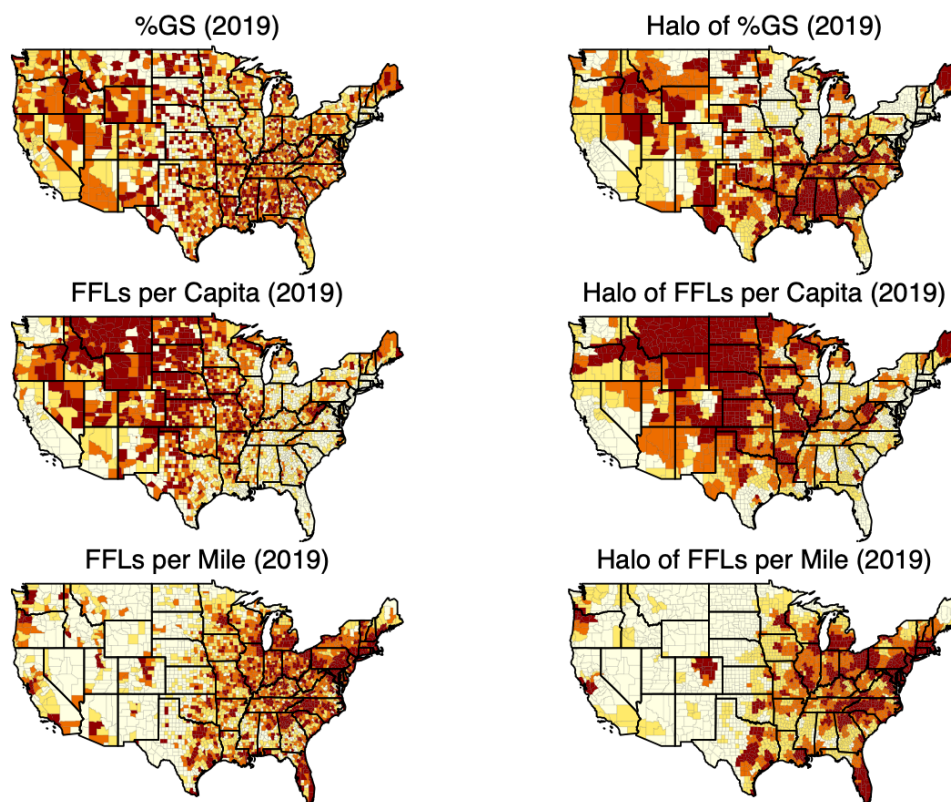 %GS (2019)
Halo of %GS (2019)
FFLs per Capita (2019)
Halo of FFLs per Capita (2019)
FFLs per Mile (2019)
Halo of FFLs per Mile (2019)